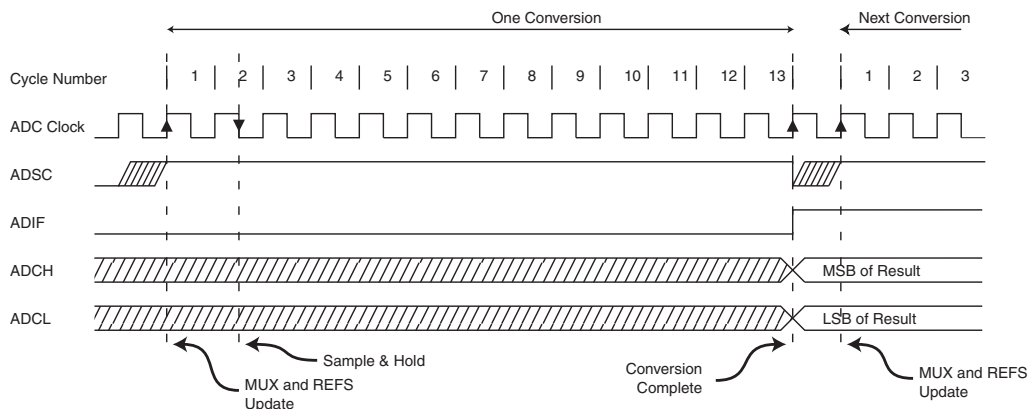 One Conversion
Next Conversion
Cycle Number
1 2 3 4 5 6 7 8 9 10 11 12 13 1 2 3
ADC Clock
ADSC
ADIF
ADCH
MSB of Result
ADCL
LSB of Result
Sample & Hold
MUX and REFS
Update
Conversion
Complete
MUX and REFS
Update